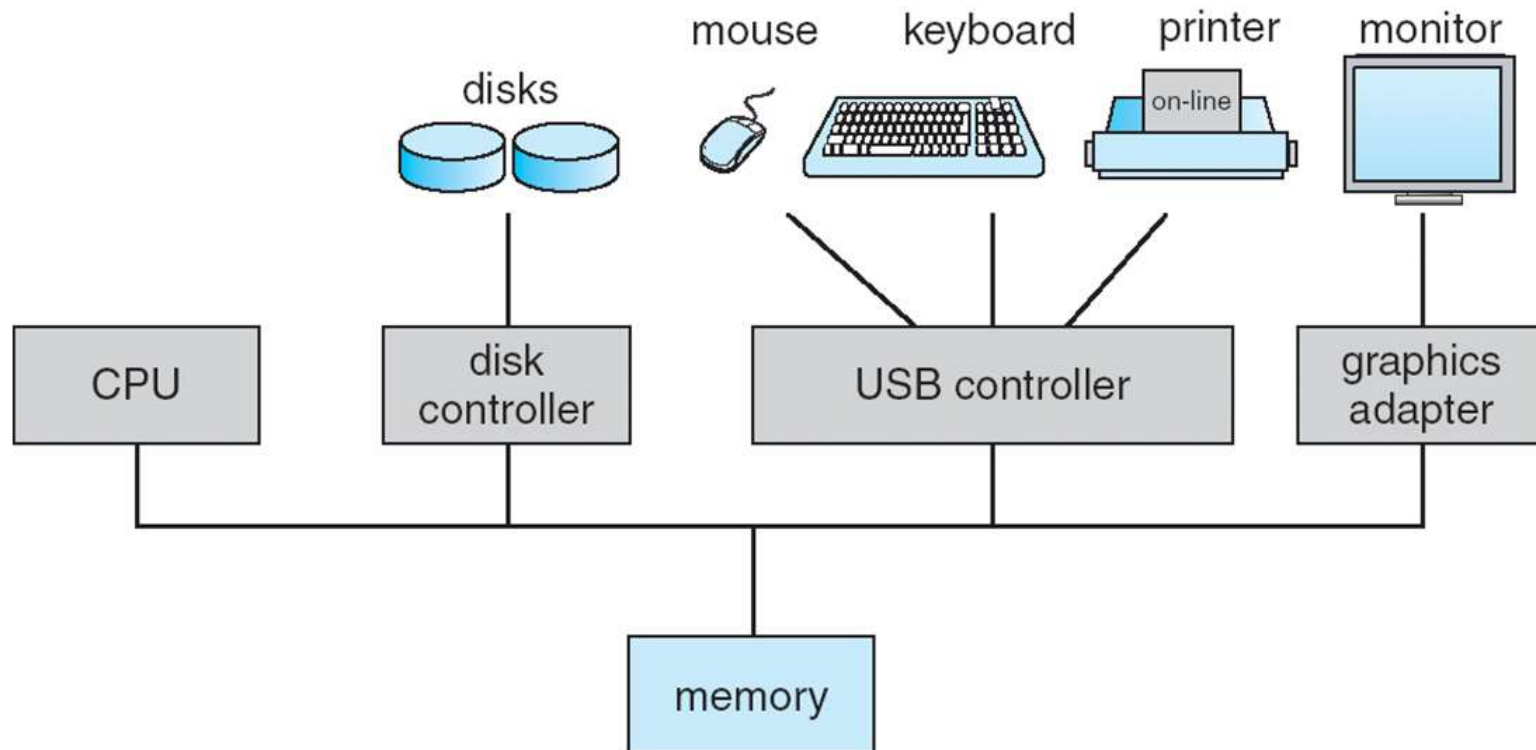 mouse
keyboard
printer
monitor
disks
on-line
CPU
disk
controller
USB controller
graphics
adapter
memory